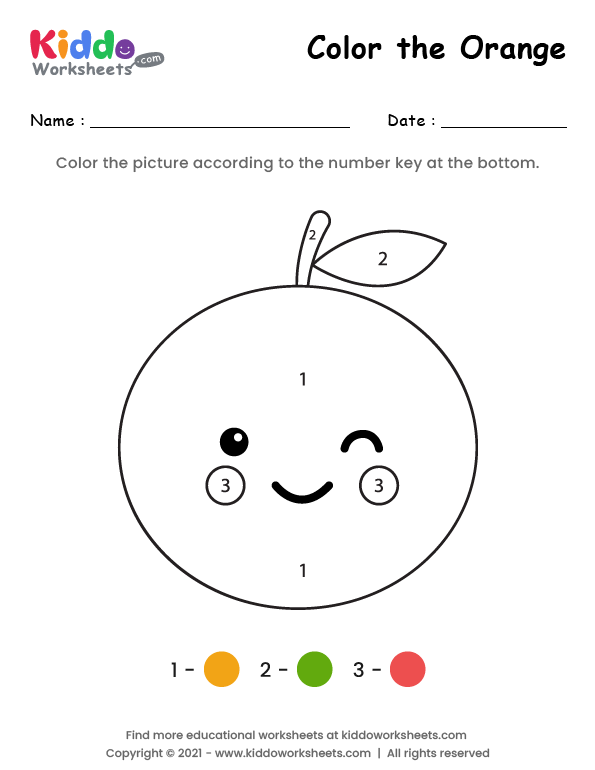 Kiddo
Worksheets
.com
Color the Orange
Name :
Date :
Color the picture according to the number key at the bottom.
2
2
1
3
3
1
1 -
2 -
3 -
Find more educational worksheets at kiddoworksheets.com
Copyright © 2021 - www.kiddoworksheets.com | All rights reserved